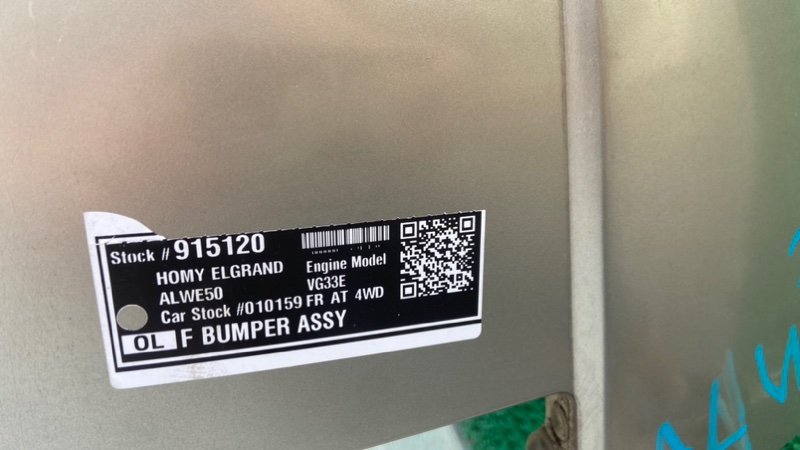 Stock # 915120
HOMY ELGRAND Engine Model
ALWE50 VG33E
Car Stock #010159 FR AT 4WD
OL F BUMPER ASSY